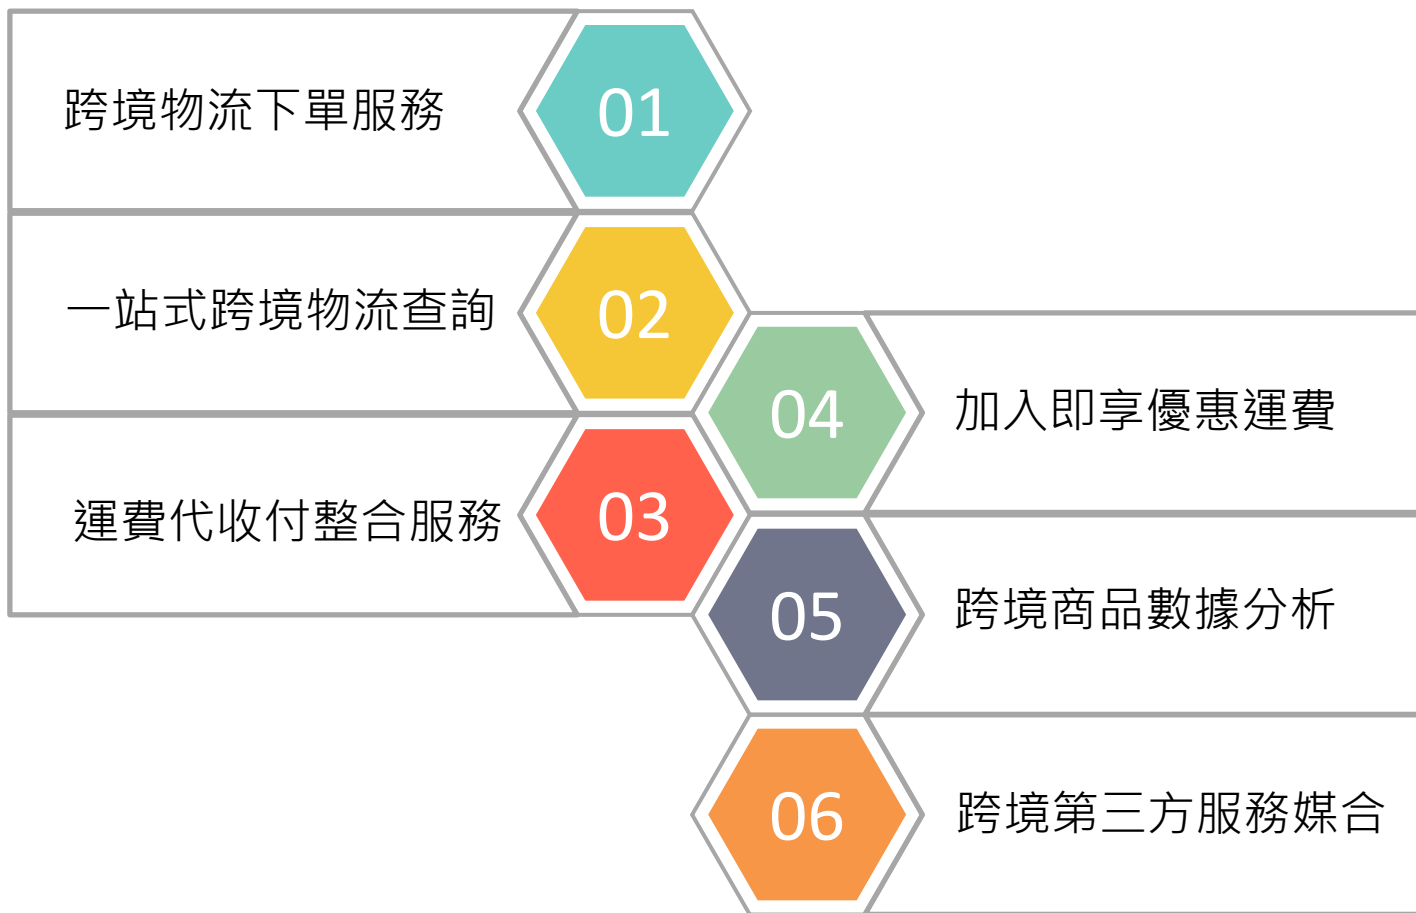 跨境物流下單服務
01
一站式跨境物流查詢
02
運費代收付整合服務
03
04
加入即享優惠運費
05
跨境商品數據分析
06
跨境第三方服務媒合